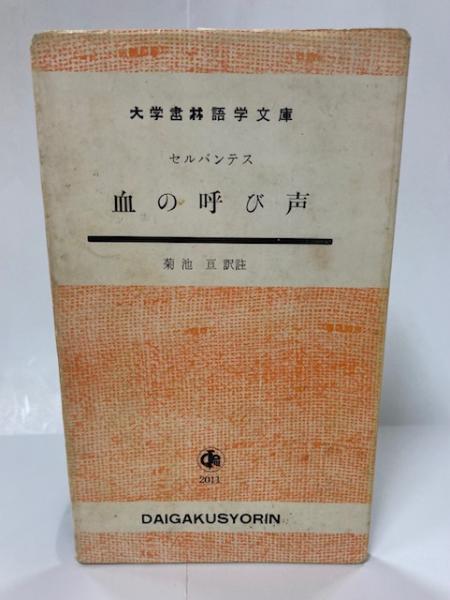 大学書林語学文庫
セルバンテス
血の呼び声
菊池亘訳註
2011
DAIGAKUSYORIN